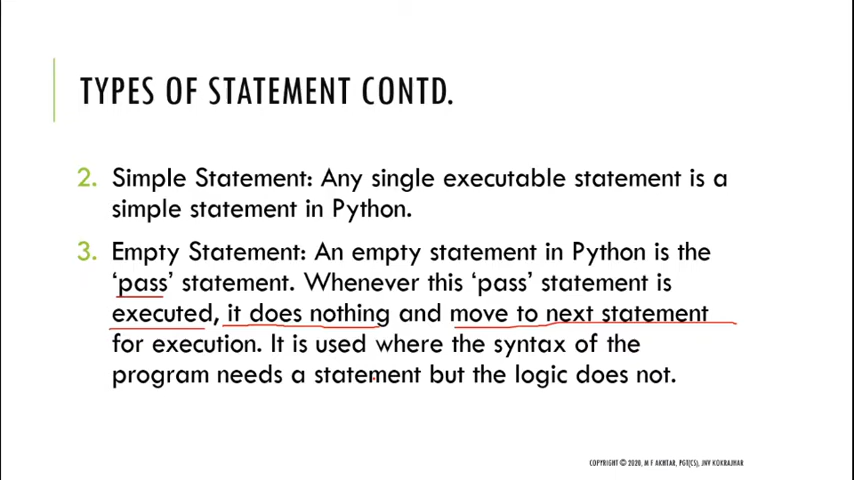 TYPES OF STATEMENT CONTD.
2. Simple Statement: Any single executable statement is a
simple statement in Python.
3. Empty Statement: An empty statement in Python is the
‘pass’ statement. Whenever this ‘pass’ statement is
executed, it does nothing and move to next statement
for execution. It is used where the syntax of the
program needs a statement but the logic does not.
COPYRIGHT © 2020, M F AKHTAR, PGT(CS), JNV KOKRAJHAR